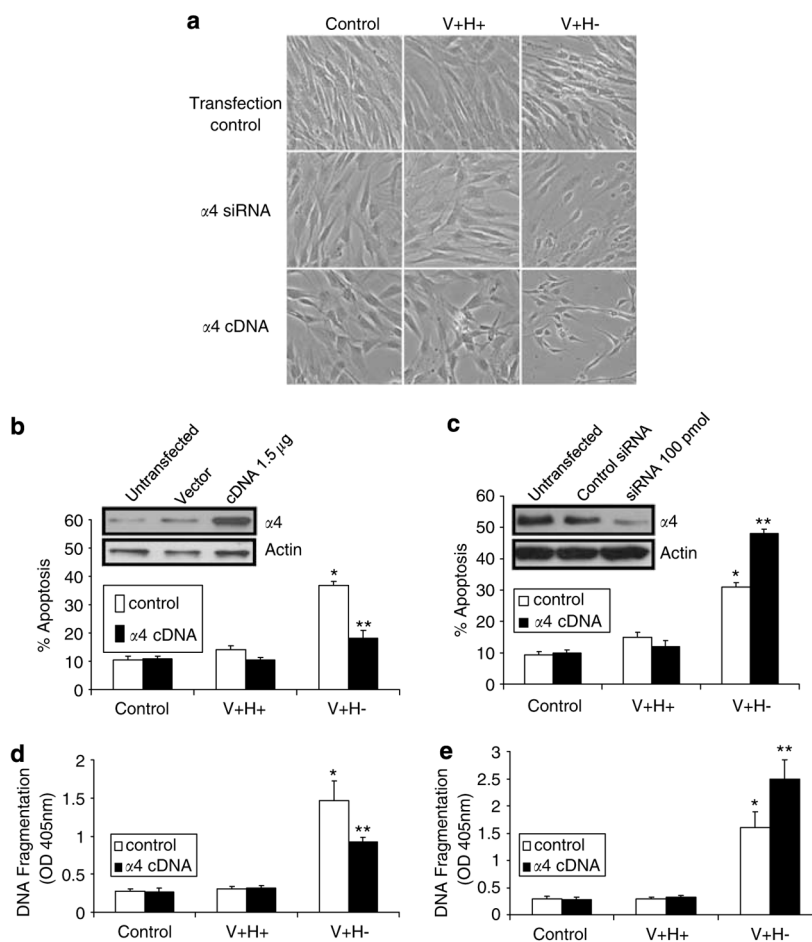 a
Control V+H+ V+H-
Transfection
control
α4 siRNA
α4 cDNA
b
Untransfected
Vector
cDNA 1.5 μg
α4
Actin
% Apoptosis
60
50
40
30
20
10
0
control
α4 cDNA
*
**
Control V+H+ V+H-
c
Untransfected
Control siRNA
siRNA 100 pmol
α4
Actin
% Apoptosis
60
50
40
30
20
10
0
control
α4 cDNA
*
**
Control V+H+ V+H-
d
DNA Fragmentation
(OD 405nm)
2
1.5
1
0.5
0
control
α4 cDNA
*
**
Control V+H+ V+H-
e
DNA Fragmentation
(OD 405nm)
3
2.5
2
1.5
1
0.5
0
control
α4 cDNA
*
**
Control V+H+ V+H-